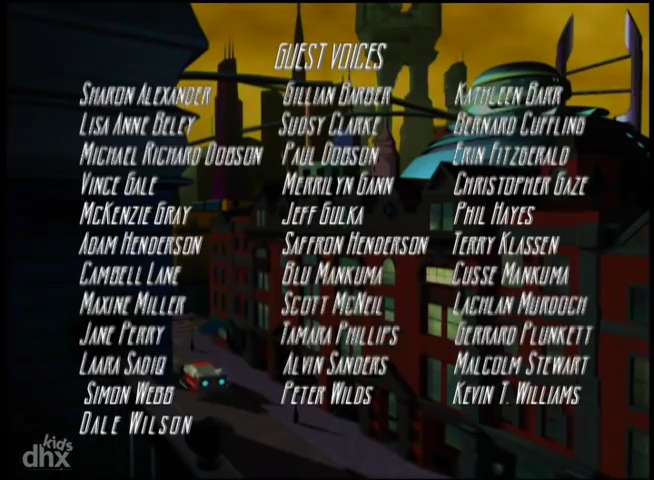 GUEST VOICES
SHARON ALEXANDER GILLIAN BARBER KATHLEEN BARR
LISA ANNE BELEY SUOSY CLARKE BERNARD CUFFLING
MICHAEL RICHARD DOBSON PAUL DOBSON ERIN FITZGERALD
VINCE GALE MERRILYN GANN CHRISTOPHER GAZE
MCKENZIE GRAY JEFF GULKA PHIL HAYES
ADAM HENDERSON SAFFRON HENDERSON TERRY KLASSEN
CAMBELL LANE BLU MANKUMA CUSSE MANKUMA
MAXINE MILLER SCOTT MCNEIL LACHLAN MURDOCH
JANE PERRY TAMARA PHILLIPS GERRARD PLUNKETT
LAARA SADIQ ALVIN SANDERS MALCOLM STEWART
SIMON WEBB PETER WILDS KEVIN T. WILLIAMS
DALE WILSON
kid's
dhx